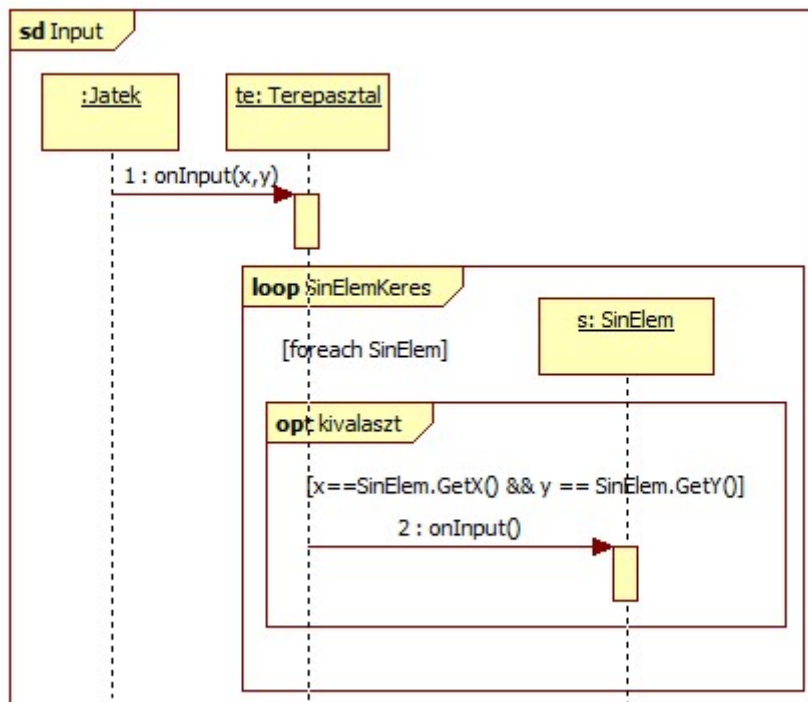 sd Input
:Jatek
te: Terepasztal
1 : onInput(x,y)
loop SinElemKeres
s: SinElem
[foreach SinElem]
opt kivalaszt
[x==SinElem.GetX() && y == SinElem.GetY()]
2 : onInput()